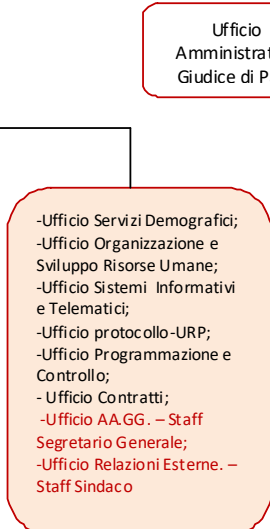 Ufficio
Giudice di
-Ufficio Servizi Demografici;
-Ufficio Organizzazione e
Sviluppo Risorse Umane;
-Ufficio Sistemi Informativi
e Telematici;
-Ufficio protocollo-URP;
-Ufficio Programmazione e
Controllo;
- Ufficio Contratti;
-Ufficio AA.GG. – Staff
Segretario Generale;
-Ufficio Relazioni Esterne. –
Staff Sindaco